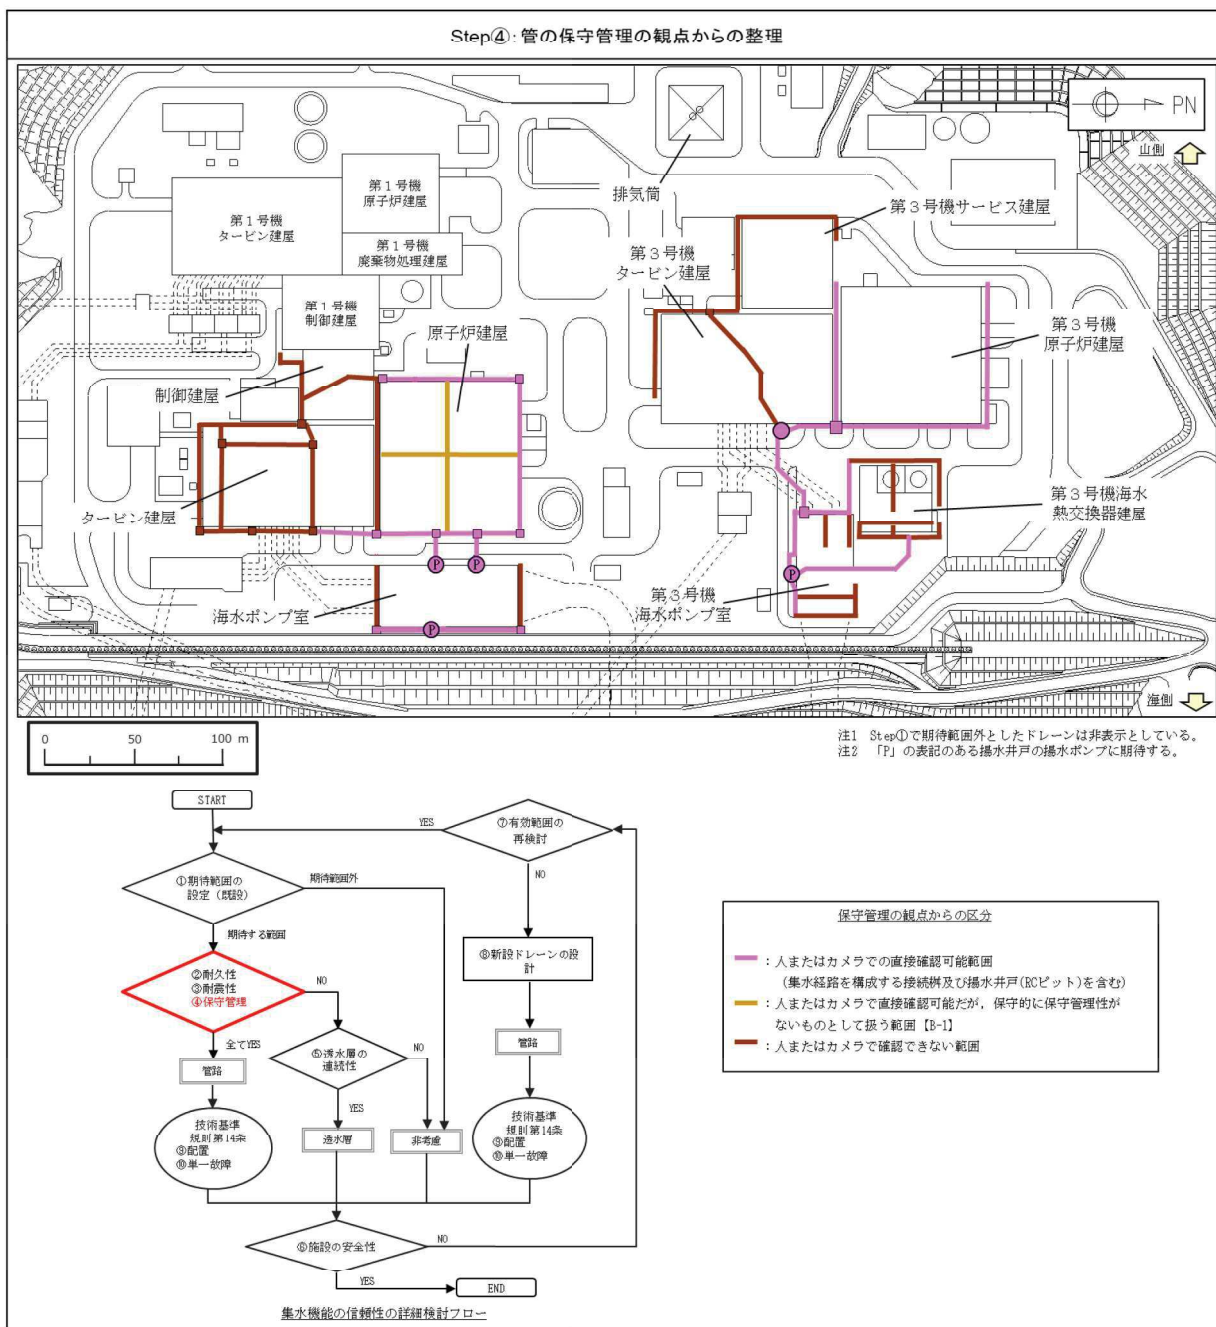 Step④：管の保守管理の観点からの整理
PN
山側
第１号機
原子炉建屋
第１号機
タービン建屋
第１号機
廃棄物処理建屋
第１号機
制御建屋
原子炉建屋
制御建屋
タービン建屋
海水ポンプ室
排気筒
第３号機サービス建屋
第３号機
タービン建屋
第３号機
原子炉建屋
第３号機海水
熱交換器建屋
第３号機
海水ポンプ室
P
P
P
P
海側
0 50 100 m
注1 Step①で期待範囲外としたドレーンは非表示としている。
注2 「P」の表記のある揚水井戸の揚水ポンプに期待する。
START
①期待範囲の
設定（既設）
期待範囲外
期待する範囲
②耐久性
③耐震性
④保守管理
NO
全てYES
管路
技術基準
規則第14条
⑨配置
⑩単一故障
⑤透水層の
連続性
NO
YES
透水層
非考慮
⑥施設の安全性
NO
YES
END
⑦有効範囲の
再検討
YES
NO
⑧新設ドレーンの設
計
管路
技術基準
規則第14条
⑨配置
⑩単一故障
集水機能の信頼性の詳細検討フロー
保守管理の観点からの区分
：人またはカメラでの直接確認可能範囲
(集水経路を構成する接続桝及び揚水井戸(RCピット)を含む)
：人またはカメラで直接確認可能だが，保守的に保守管理性が
ないものとして扱う範囲【B-1】
：人またはカメラで確認できない範囲